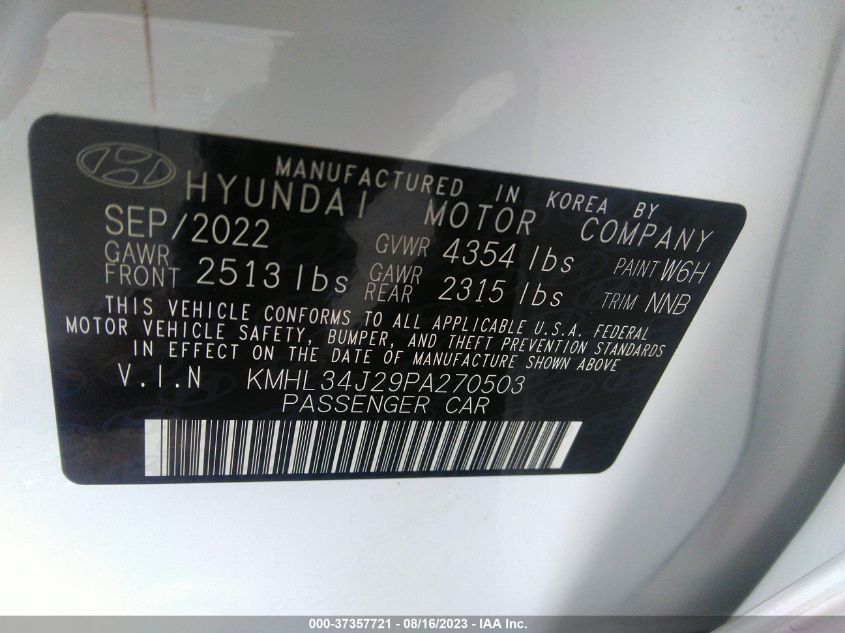 MANUFACTURED IN KOREA BY
HYUNDAI MOTOR COMPANY
SEP/2022 GVWR 4354 lbs PAINT W6H
GAWR FRONT 2513 lbs GAWR REAR 2315 lbs TRIM NNB
THIS VEHICLE CONFORMS TO ALL APPLICABLE U.S.A. FEDERAL
MOTOR VEHICLE SAFETY, BUMPER, AND THEFT PREVENTION STANDARDS
IN EFFECT ON THE DATE OF MANUFACTURE SHOWN ABOVE
V.I.N KMHL34J29PA270503
PASSENGER CAR
000-37357721 - 08/16/2023 - IAA Inc.